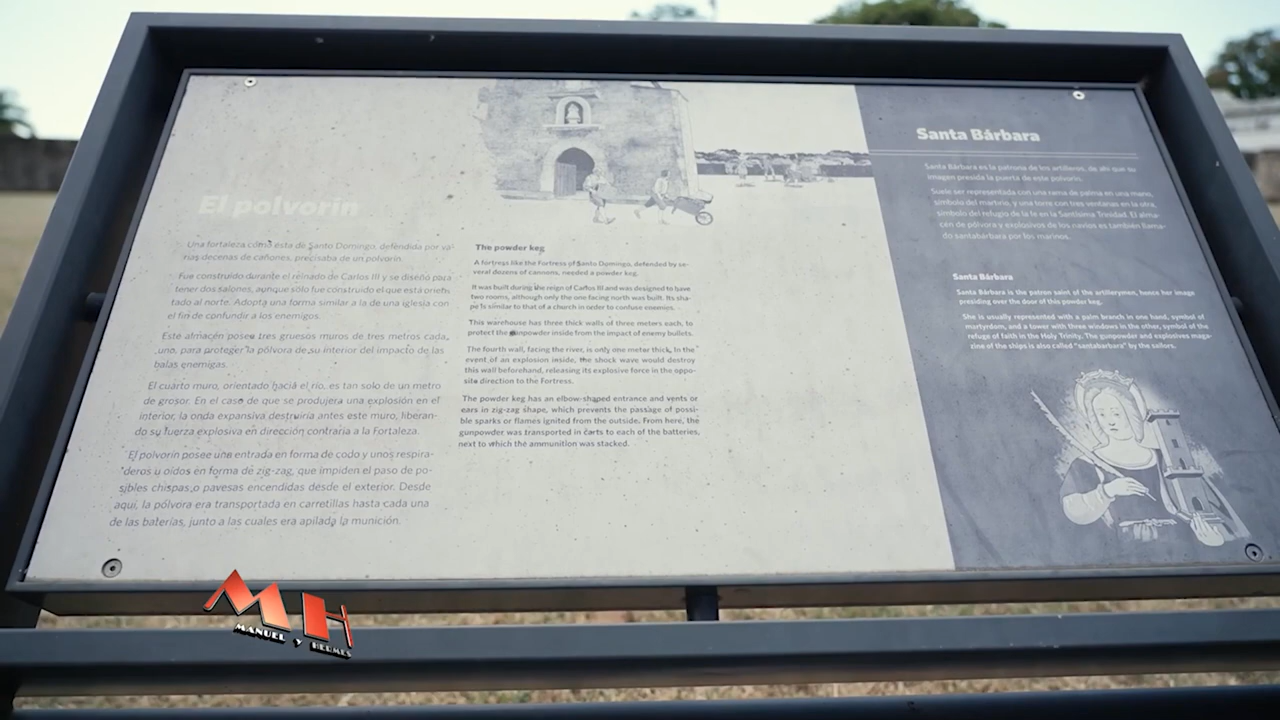 El polvorín
Una fortaleza como ésta de Santo Domingo, defendida por va-
rias decenas de cañones, precisaba de un polvorín.
Fue construido durante el reinado de Carlos III y se diseñó para
tener dos salones, aunque sólo fue construido el que está orien-
tado al norte. Adopta una forma similar a la de una iglesia con
el fin de confundir a los enemigos.
Este almacén posee tres gruesos muros de tres metros cada
uno, para proteger la pólvora de su interior del impacto de las
balas enemigas.
El cuarto muro, orientado hacia el río, es tan solo de un metro
de grosor. En el caso de que se produjera una explosión en el
interior, la onda expansiva destruiría antes este muro, liberan-
do su fuerza explosiva en dirección contraria a la Fortaleza.
El polvorín posee una entrada en forma de codo y unos respira-
deros u oídos en forma de zig-zag, que impiden el paso de po-
sibles chispas o pavesas encendidas desde el exterior. Desde
aquí, la pólvora era transportada en carretillas hasta cada una
de las baterías, junto a las cuales era apilada la munición.
The powder keg
A fortress like the Fortress of Santo Domingo, defended by se-
veral dozens of cannons, needed a powder keg.
It was built during the reign of Carlos III and was designed to have
two rooms, although only the one facing north was built. Its sha-
pe is similar to that of a church in order to confuse enemies.
This warehouse has three thick walls of three meters each, to
protect the gunpowder inside from the impact of enemy bullets.
The fourth wall, facing the river, is only one meter thick. In the
event of an explosion inside, the shock wave would destroy
this wall beforehand, releasing its explosive force in the oppo-
site direction to the Fortress.
The powder keg has an elbow-shaped entrance and vents or
ears in zig-zag shape, which prevents the passage of possi-
ble sparks or flames ignited from the outside. From here, the
gunpowder was transported in carts to each of the batteries,
next to which the ammunition was stacked.
Santa Bárbara
Santa Bárbara es la patrona de los artilleros, de ahí que su
imagen presida la puerta de este polvorín.
Suele ser representada con una rama de palma en una mano,
símbolo del martirio, y una torre con tres ventanas en la otra,
símbolo del refugio de la fe en la Santísima Trinidad. El alma-
cén de pólvora y explosivos de los navíos es también llama-
do santabárbara por los marinos.
Santa Bárbara
Santa Bárbara is the patron saint of the artillerymen, hence her image
presiding over the door of this powder keg.
She is usually represented with a palm branch in one hand, symbol of
martyrdom, and a tower with three windows in the other, symbol of the
refuge of faith in the Holy Trinity. The gunpowder and explosives maga-
zine of the ships is also called "santabarbara" by the sailors.
MH
MANUEL Y HERMES